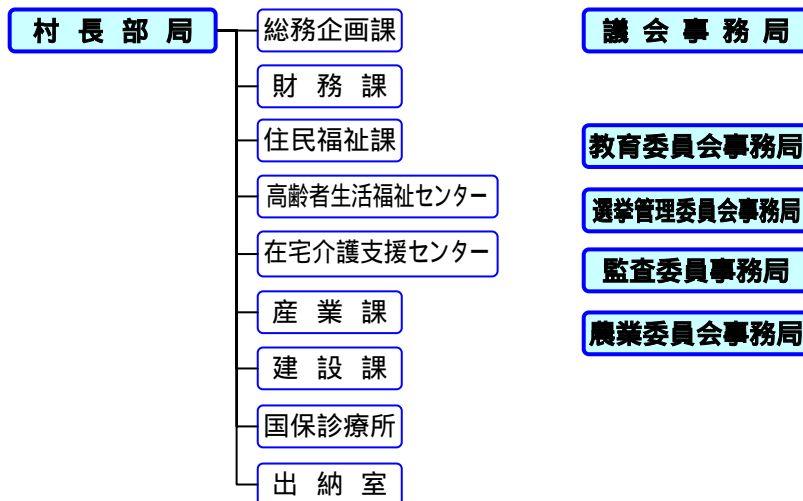 村長部局
総務企画課
財務課
住民福祉課
高齢者生活福祉センター
在宅介護支援センター
産業課
建設課
国保診療所
出納室
議会事務局
教育委員会事務局
選挙管理委員会事務局
監査委員事務局
農業委員会事務局